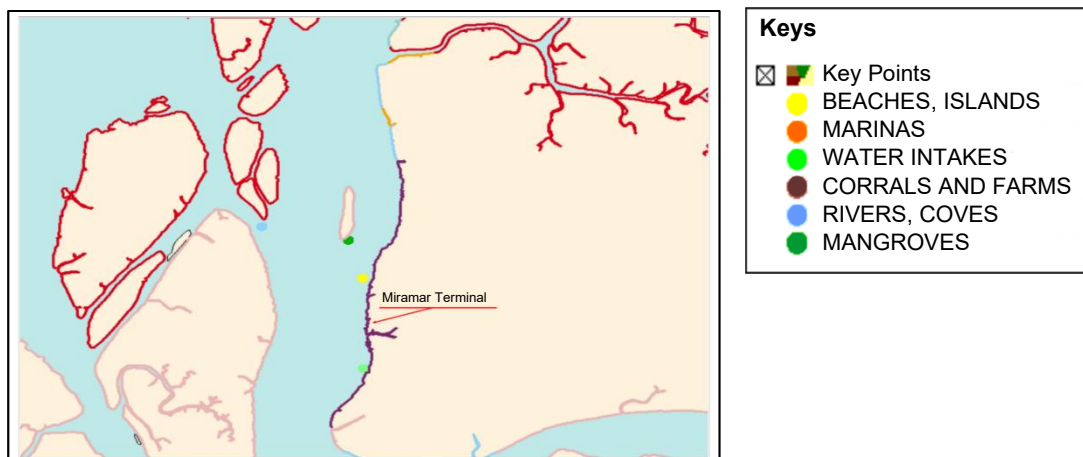 Keys
Key Points
BEACHES, ISLANDS
MARINAS
WATER INTAKES
CORRALS AND FARMS
RIVERS, COVES
MANGROVES
Miramar Terminal